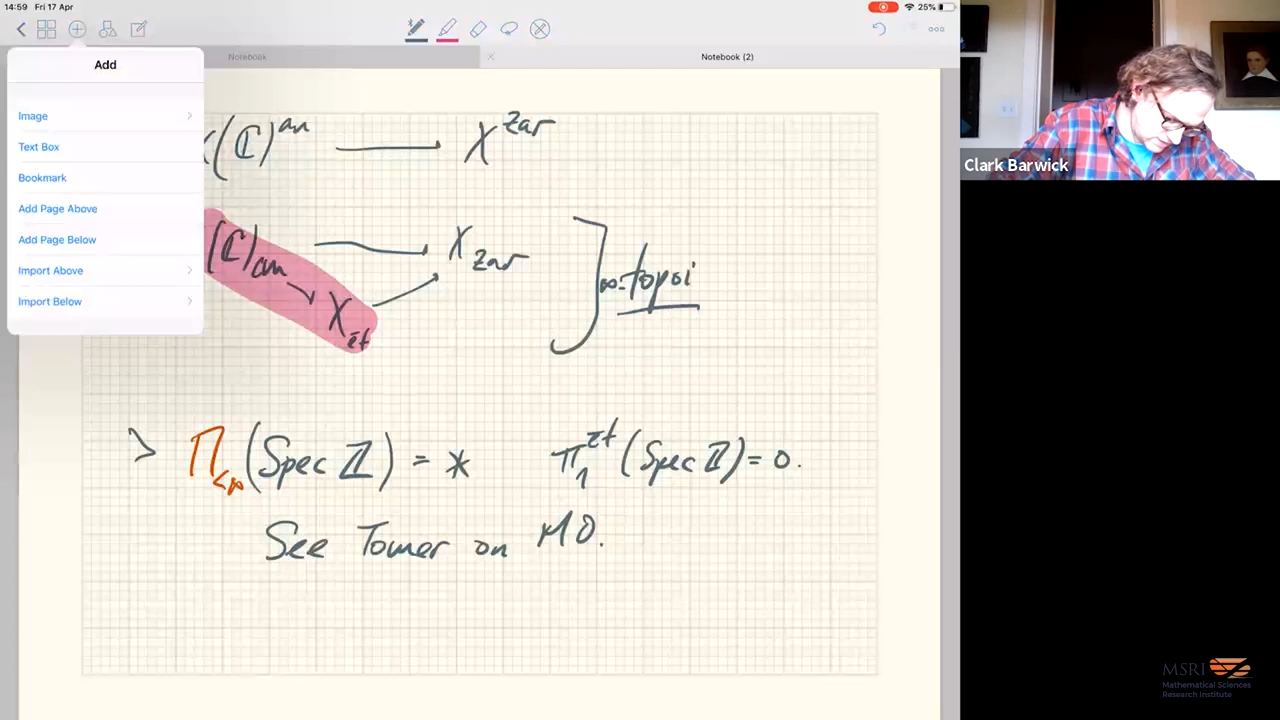 14:59 Fri 17 Apr
25%
Notebook
Notebook (2)
Add
Image
Text Box
Bookmark
Add Page Above
Add Page Below
Import Above
Import Below
(ℂ)^an → X^Zar
(ℂ)_an → X_Zar
→ X_ét
∞-topoi
> Π_<∞ (Spec ℤ) = * π_1^ét (Spec ℤ) = 0.
See Tomer on MO.
Clark Barwick
MSRI
Mathematical Sciences
Research Institute